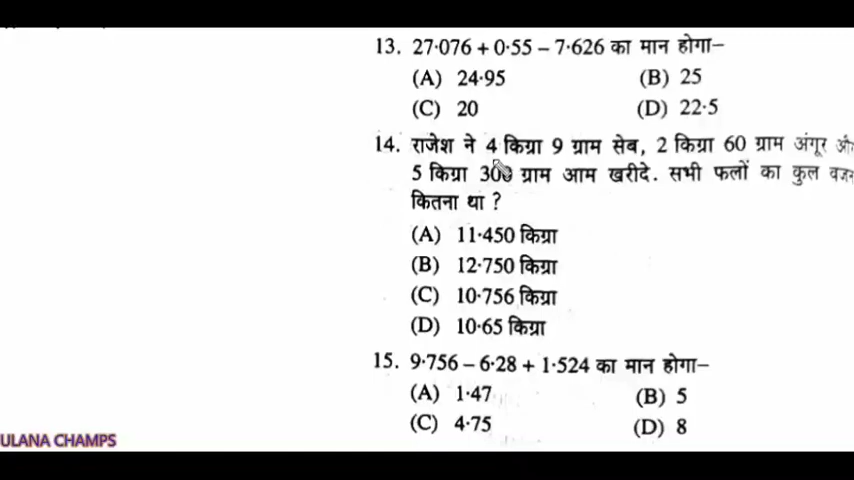 13. 27·076 + 0·55 – 7·626 का मान होगा–
(A) 24·95 (B) 25
(C) 20 (D) 22·5
14. राजेश ने 4 किग्रा 9 ग्राम सेब, 2 किग्रा 60 ग्राम अंगूर
5 किग्रा 300 ग्राम आम खरीदे. सभी फलों का कुल
कितना था ?
(A) 11·450 किग्रा
(B) 12·750 किग्रा
(C) 10·756 किग्रा
(D) 10·65 किग्रा
15. 9·756 – 6·28 + 1·524 का मान होगा–
(A) 1·47 (B) 5
(C) 4·75 (D) 8
ULANA CHAMPS